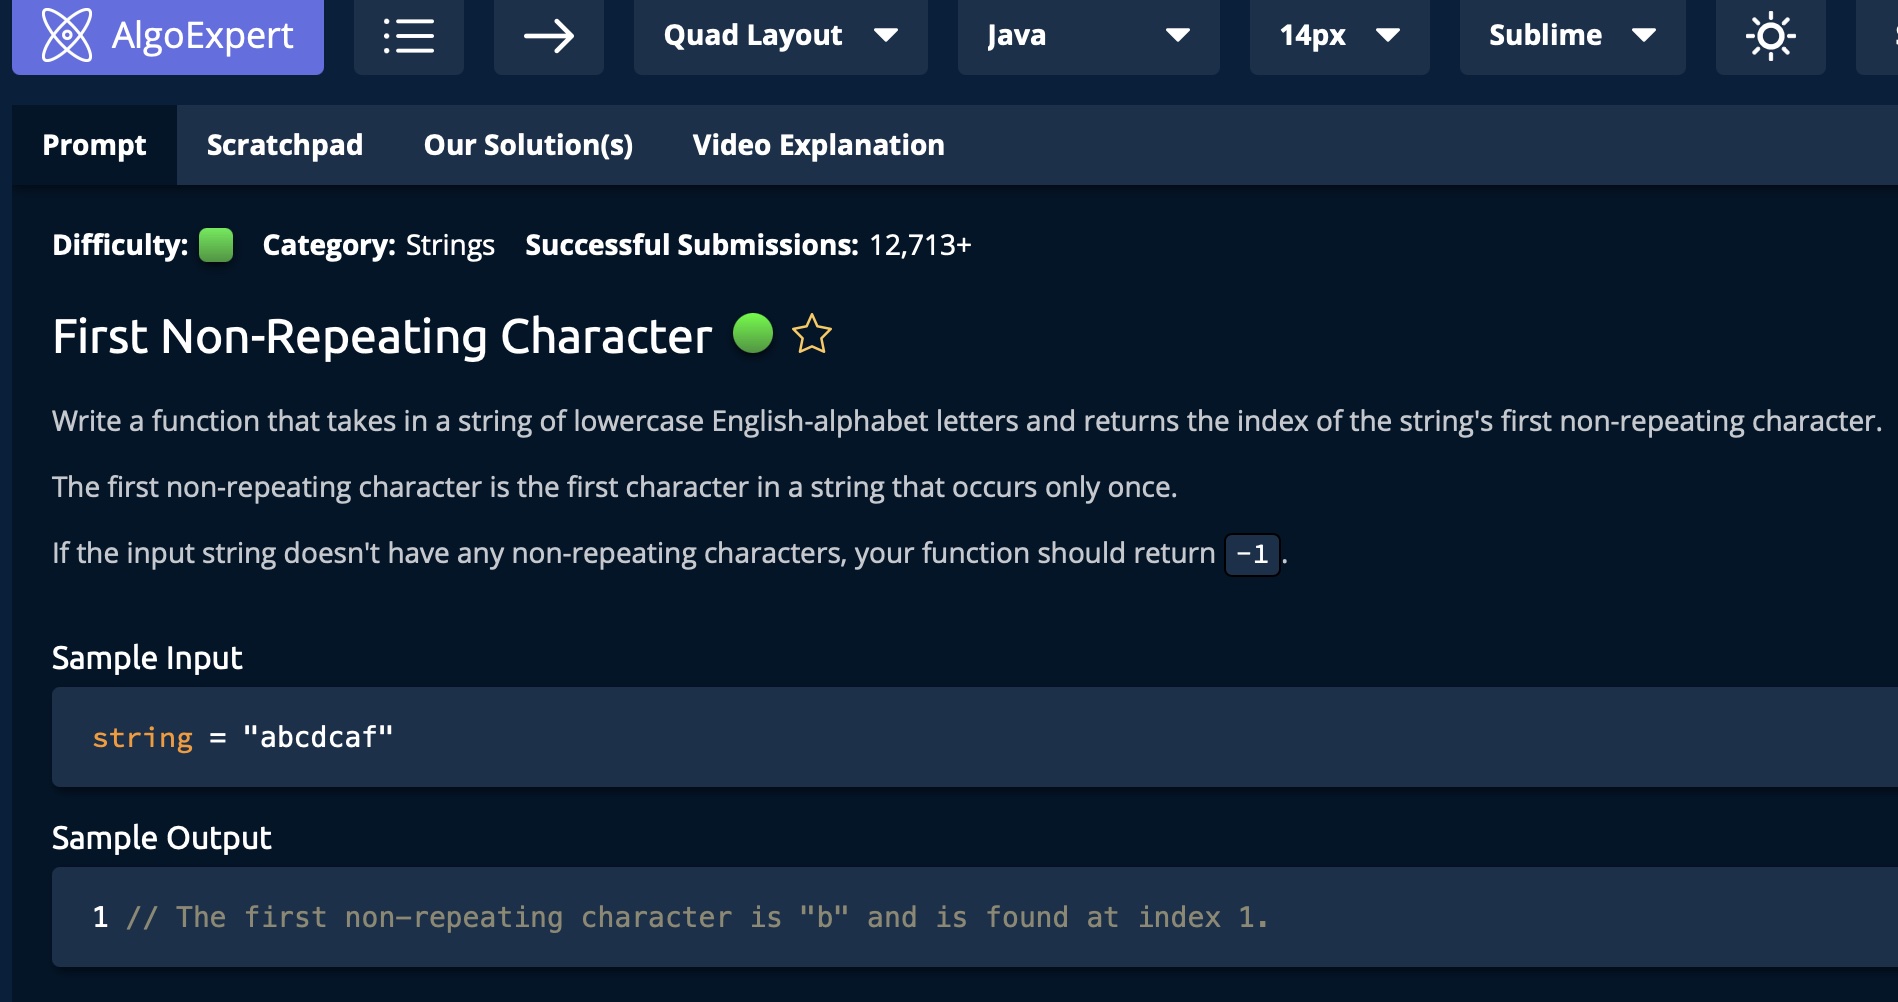 AlgoExpert
Quad Layout
Java
14px
Sublime
Prompt
Scratchpad
Our Solution(s)
Video Explanation
Difficulty: Category: Strings Successful Submissions: 12,713+
First Non-Repeating Character
Write a function that takes in a string of lowercase English-alphabet letters and returns the index of the string's first non-repeating character.
The first non-repeating character is the first character in a string that occurs only once.
If the input string doesn't have any non-repeating characters, your function should return -1.
Sample Input
string = "abcdcaf"
Sample Output
1 // The first non-repeating character is "b" and is found at index 1.